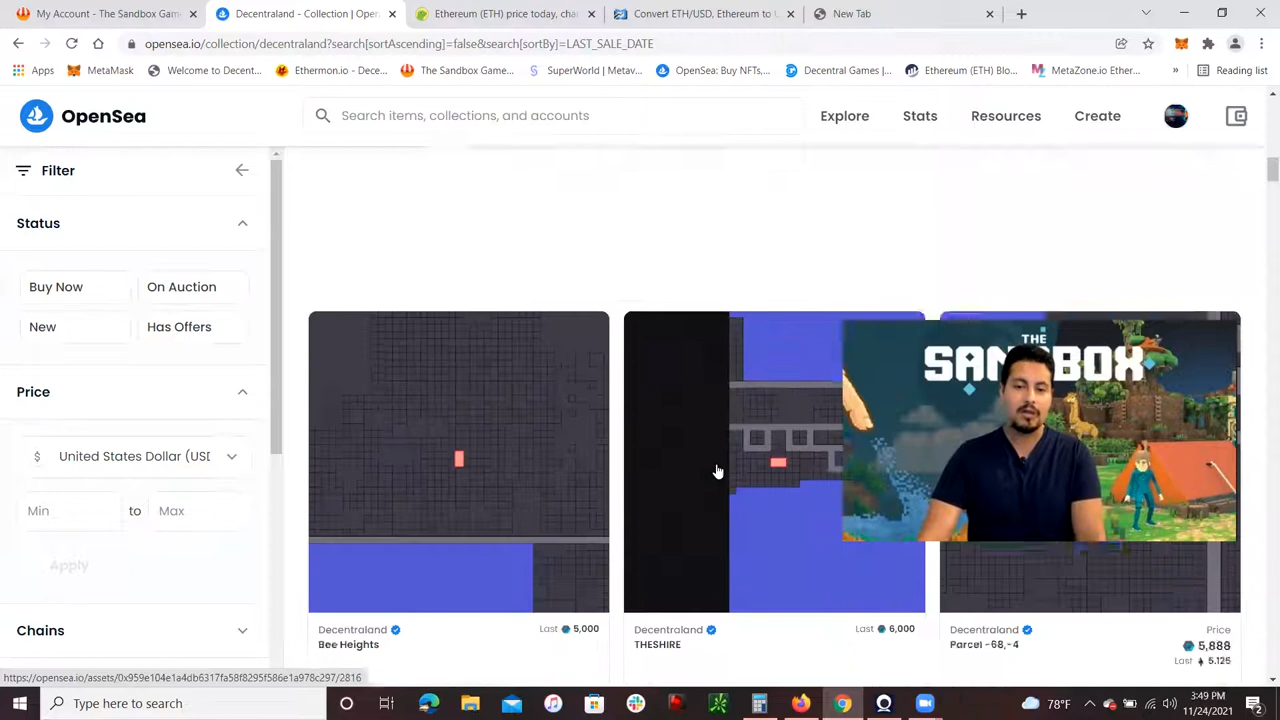 My Account - The Sandbox Gam
Decentraland - Collection | Open
Ethereum (ETH) price today, cha
Convert ETH/USD, Ethereum to U
New Tab
opensea.io/collection/decentraland?search[sortAscending]=false&search[sortBy]=LAST_SALE_DATE
Apps
MetaMask
Welcome to Decent...
Ethermon.io - Dece...
The Sandbox Game...
SuperWorld | Metav...
OpenSea: Buy NFTs,...
Decentral Games |...
Ethereum (ETH) Blo...
MetaZone.io Ether...
»
Reading list
OpenSea
Search items, collections, and accounts
Explore
Stats
Resources
Create
Filter
Status
Buy Now
On Auction
New
Has Offers
Price
$ United States Dollar (USD
Min to Max
Apply
Chains
THE
SANDBOX
Decentraland
Last 5,000
Bee Heights
Decentraland
Last 6,000
THESHIRE
Decentraland
Price
Parcel -68,-4
5,888
Last 5.125
https://opensea.io/assets/0x959e104e1a4db6317fa58f8295f586e1a978c297/2816
Type here to search
78°F
3:49 PM
11/24/2021